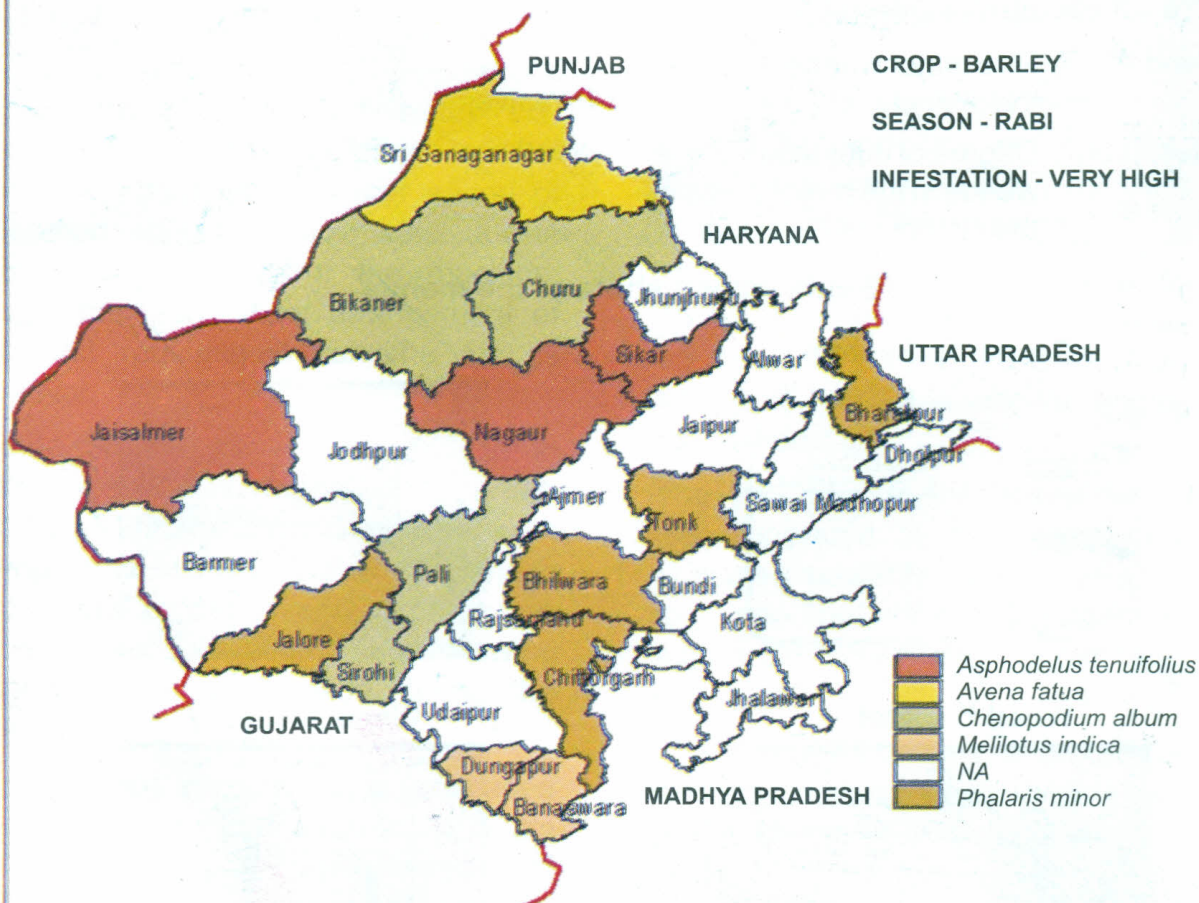 PUNJAB
CROP - BARLEY
SEASON - RABI
INFESTATION - VERY HIGH
Sri Ganaganagar
HARYANA
Bikaner
Churu
Jhunjhunu
Sikar
Alwar
UTTAR PRADESH
Jaisalmer
Jodhpur
Nagaur
Jaipur
Bharatpur
Dholpur
Ajmer
Tonk
Sawai Madhopur
Barmer
Pali
Bhilwara
Bundi
Rajsamand
Kota
Jalore
Sirohi
Chittorgarh
Jhalawar
GUJARAT
Udaipur
Dungapur
Banaswara
MADHYA PRADESH
Asphodelus tenuifolius
Avena fatua
Chenopodium album
Melilotus indica
NA
Phalaris minor